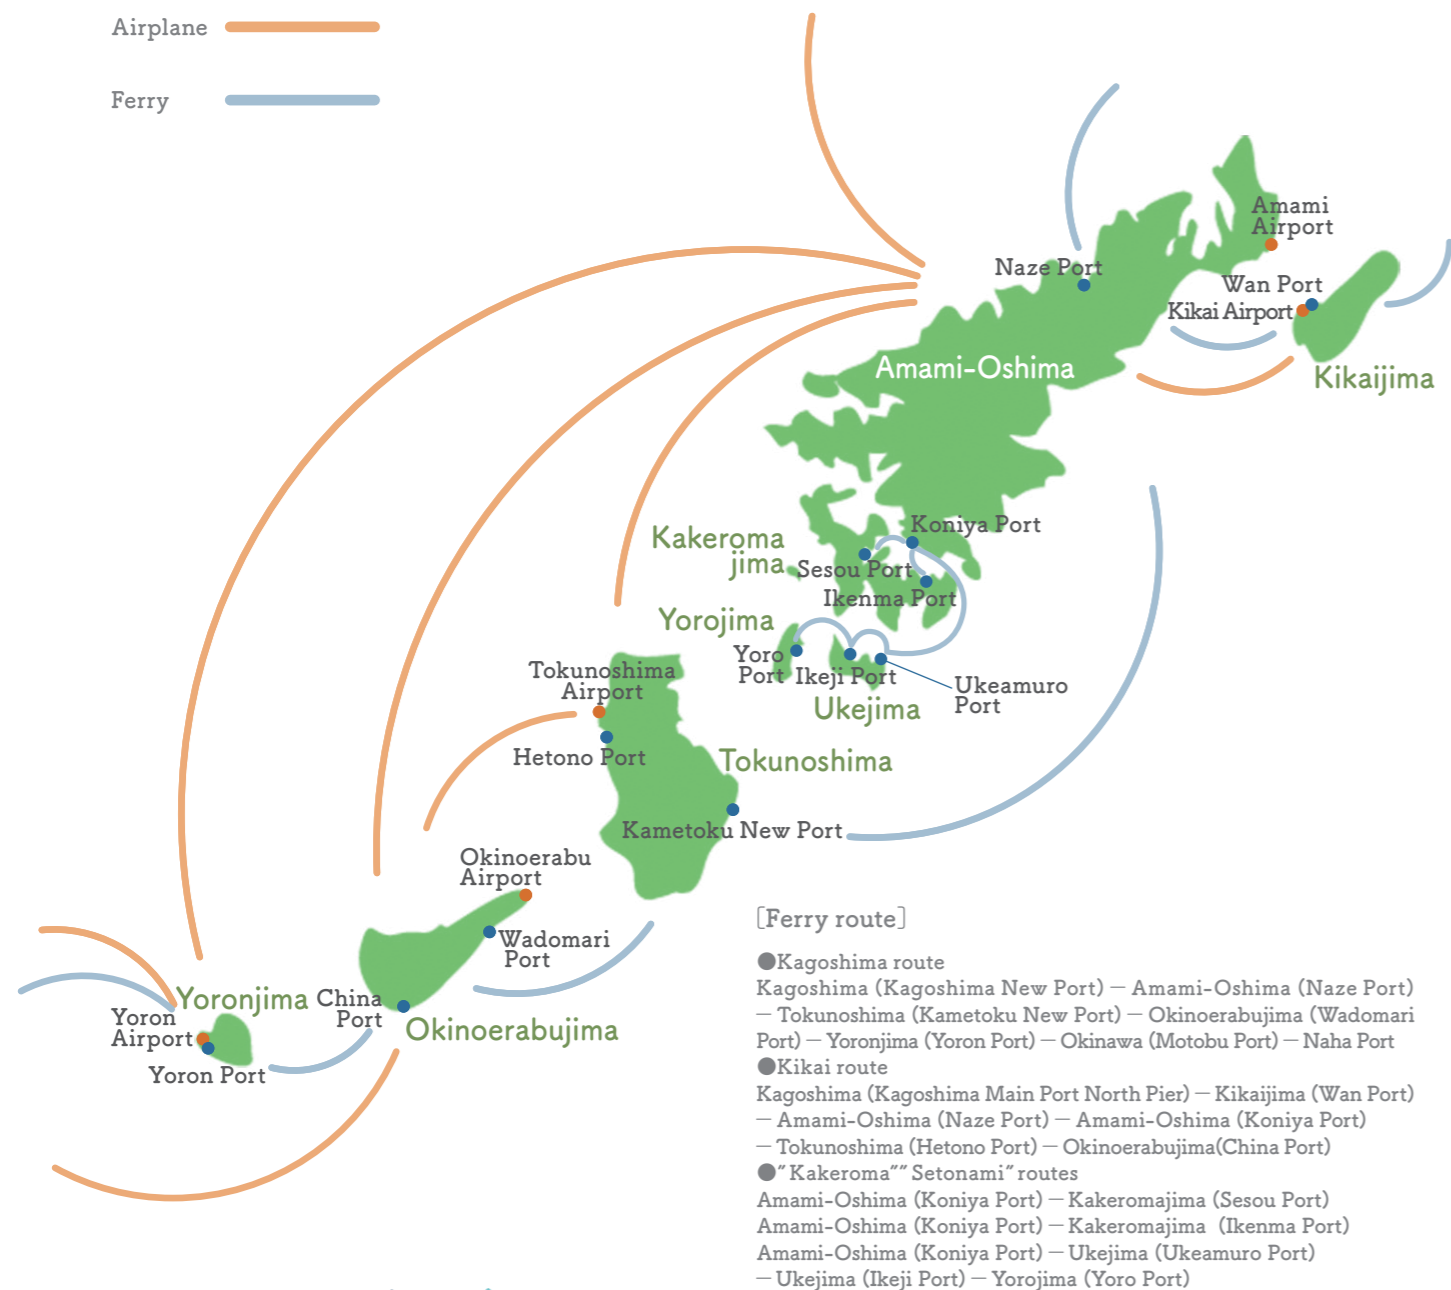 Airplane
Ferry
Amami
Airport
Naze Port
Wan Port
Kikai Airport
Amami-Oshima
Kikaijima
Koniya Port
Kakeroma
jima
Sesou Port
Ikenma Port
Yorojima
Yoro
Port
Ikeji Port
Ukeamuro
Port
Ukejima
Tokunoshima
Airport
Hetono Port
Tokunoshima
Kametoku New Port
Okinoerabu
Airport
Wadomari
Port
China
Port
Okinoerabujima
Yoronjima
Yoron
Airport
Yoron Port
[Ferry route]
●Kagoshima route
Kagoshima (Kagoshima New Port) — Amami-Oshima (Naze Port)
— Tokunoshima (Kametoku New Port) — Okinoerabujima (Wadomari
Port) — Yoronjima (Yoron Port) — Okinawa (Motobu Port) — Naha Port
●Kikai route
Kagoshima (Kagoshima Main Port North Pier) — Kikaijima (Wan Port)
— Amami-Oshima (Naze Port) — Amami-Oshima (Koniya Port)
— Tokunoshima (Hetono Port) — Okinoerabujima(China Port)
●"Kakeroma""Setonami"routes
Amami-Oshima (Koniya Port) — Kakeromajima (Sesou Port)
Amami-Oshima (Koniya Port) — Kakeromajima (Ikenma Port)
Amami-Oshima (Koniya Port) — Ukejima (Ukeamuro Port)
— Ukejima (Ikeji Port) — Yorojima (Yoro Port)